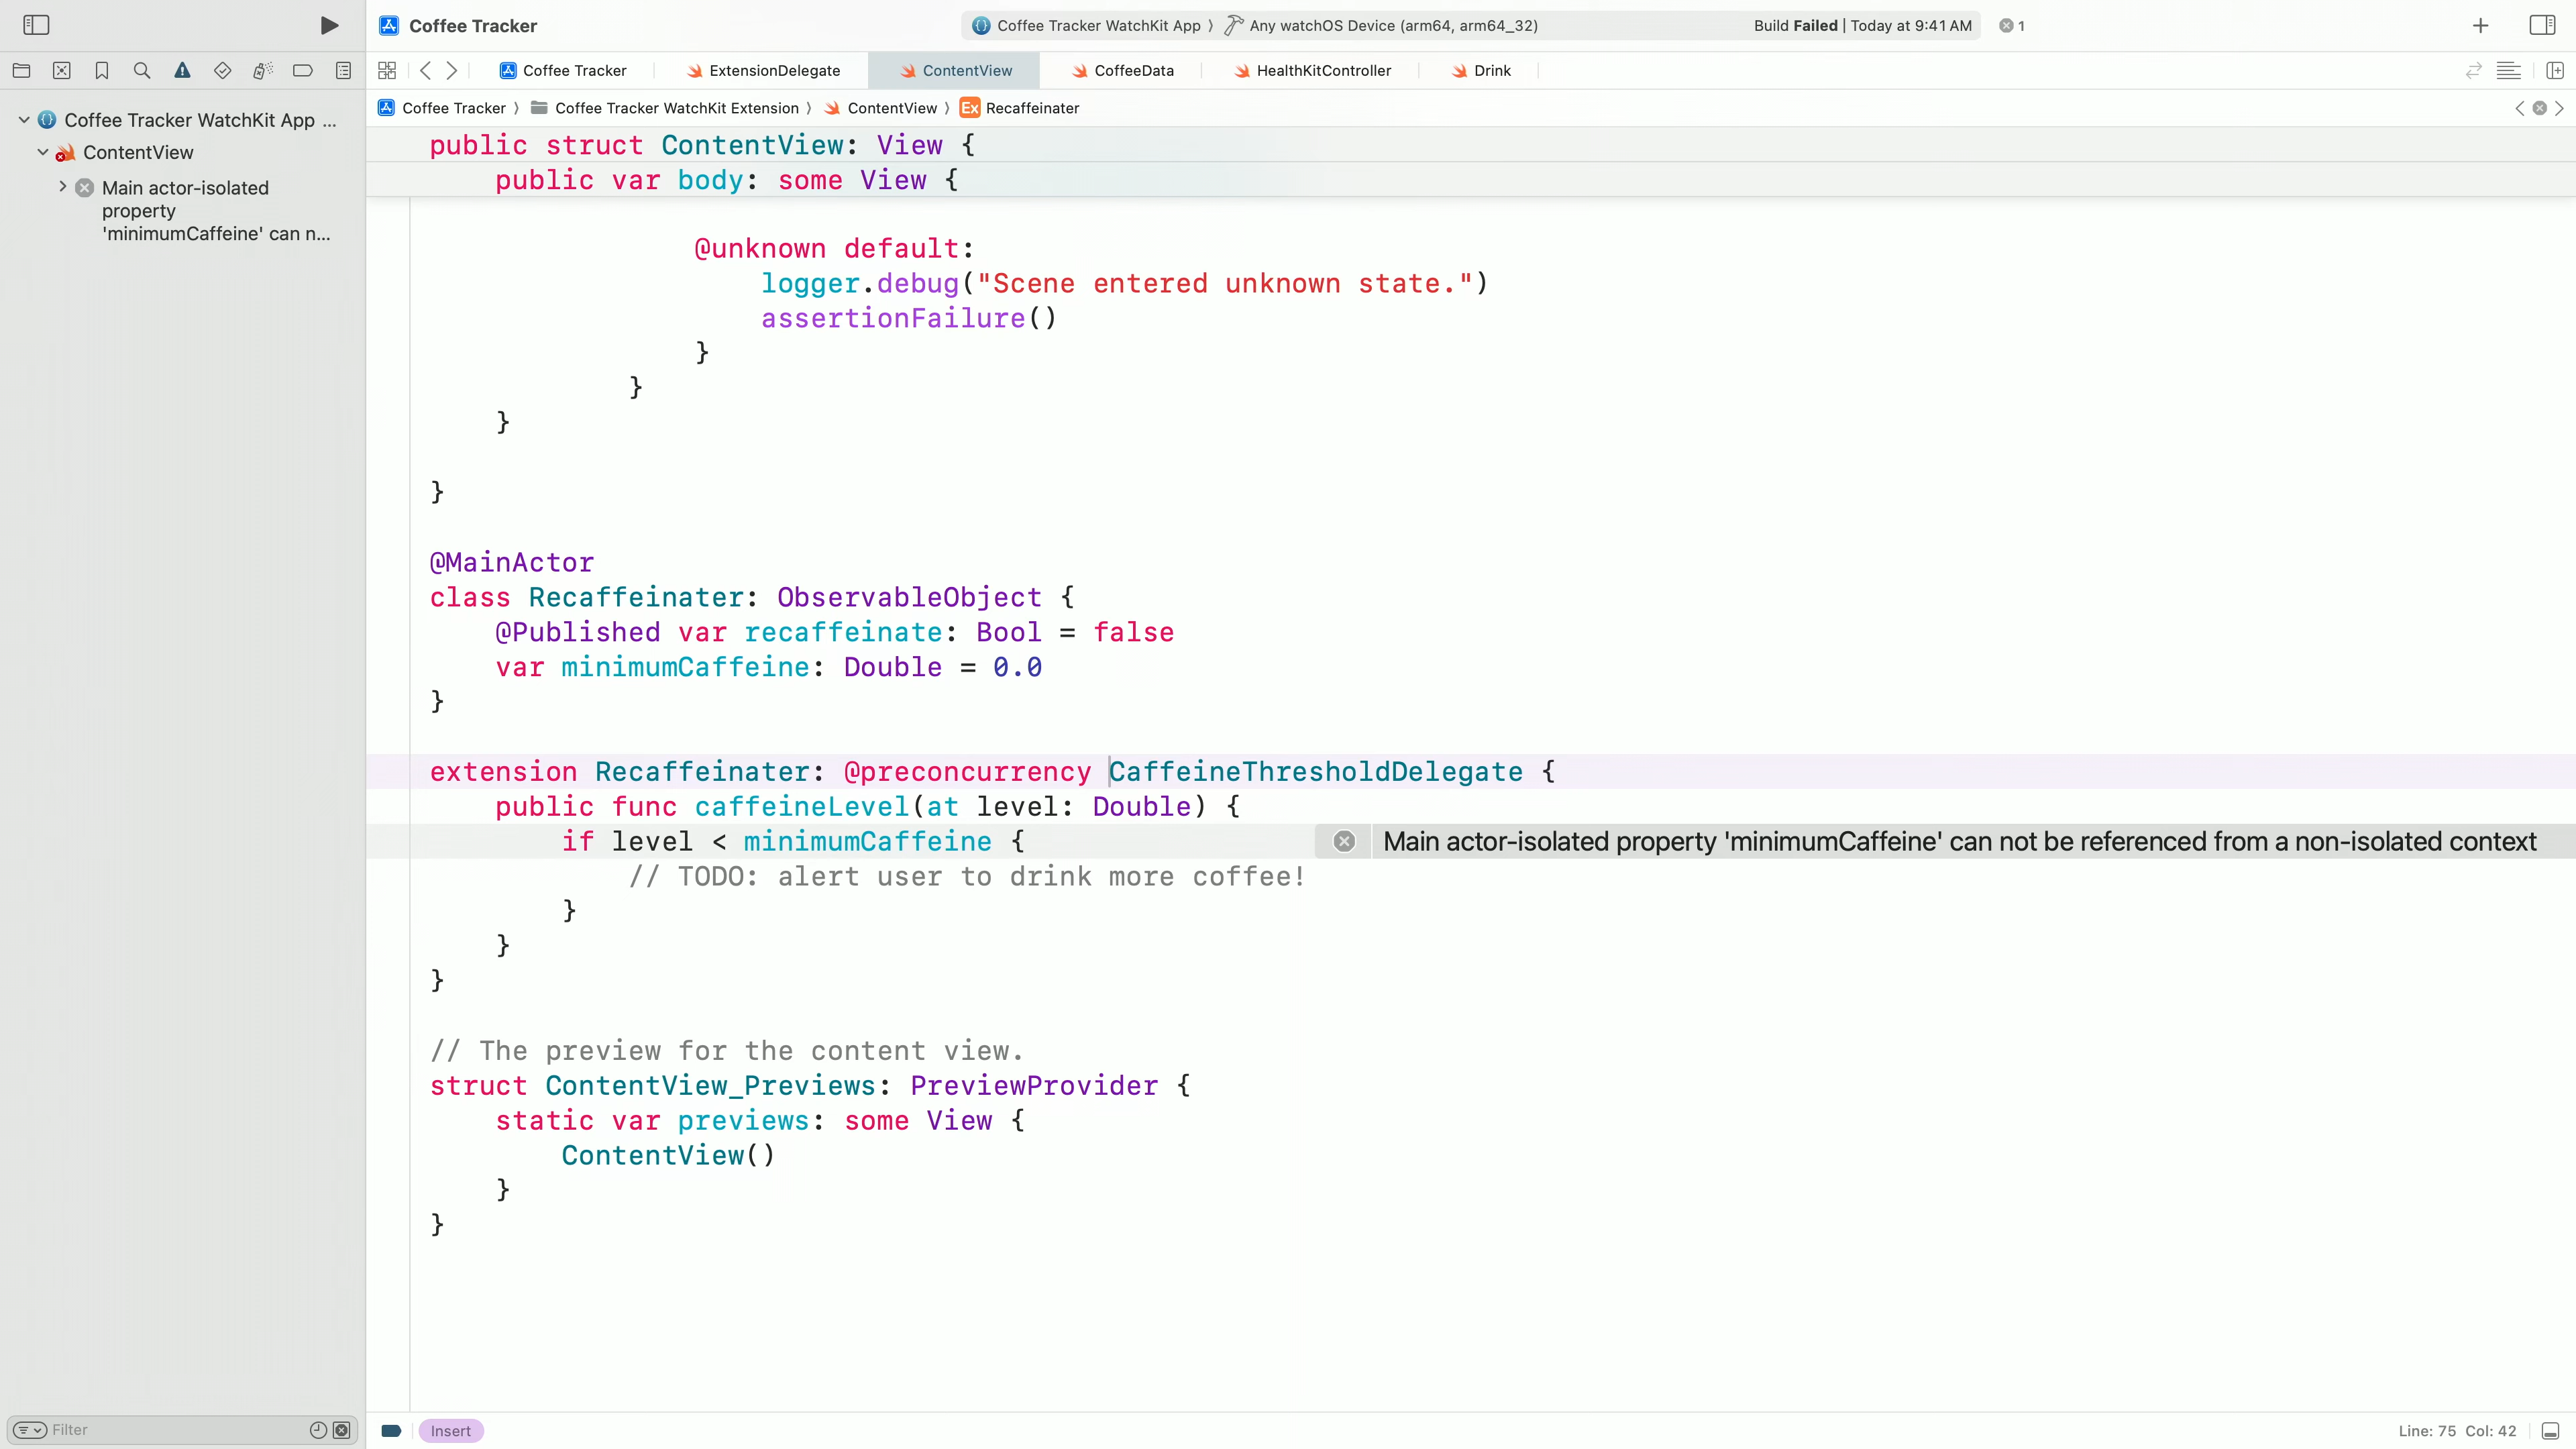 Coffee Tracker
Coffee Tracker WatchKit App ⟩ Any watchOS Device (arm64, arm64_32)
Build Failed | Today at 9:41 AM
1
Coffee Tracker
ExtensionDelegate
ContentView
CoffeeData
HealthKitController
Drink
Coffee Tracker ⟩ Coffee Tracker WatchKit Extension ⟩ ContentView ⟩ Ex Recaffeinater
Coffee Tracker WatchKit App ...
ContentView
Main actor-isolated
property
'minimumCaffeine' can n...
public struct ContentView: View {
    public var body: some View {
                @unknown default:
                    logger.debug("Scene entered unknown state.")
                    assertionFailure()
                }
            }
    }
}
@MainActor
class Recaffeinater: ObservableObject {
    @Published var recaffeinate: Bool = false
    var minimumCaffeine: Double = 0.0
}
extension Recaffeinater: @preconcurrency CaffeineThresholdDelegate {
    public func caffeineLevel(at level: Double) {
        if level < minimumCaffeine {
Main actor-isolated property 'minimumCaffeine' can not be referenced from a non-isolated context
            // TODO: alert user to drink more coffee!
        }
    }
}
// The preview for the content view.
struct ContentView_Previews: PreviewProvider {
    static var previews: some View {
        ContentView()
    }
}
Filter
Insert
Line: 75 Col: 42